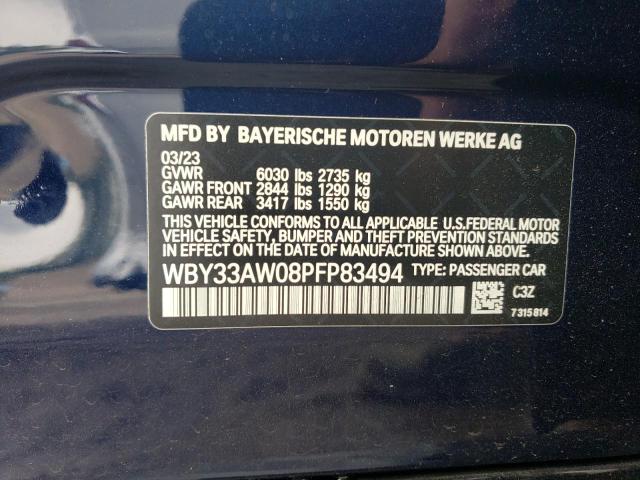 MFD BY BAYERISCHE MOTOREN WERKE AG
03/23
GVWR 6030 lbs 2735 kg
GAWR FRONT 2844 lbs 1290 kg
GAWR REAR 3417 lbs 1550 kg
THIS VEHICLE CONFORMS TO ALL APPLICABLE U.S.FEDERAL MOTOR
VEHICLE SAFETY, BUMPER AND THEFT PREVENTION STANDARDS
IN EFFECT ON THE DATE OF MANUFACTURE SHOWN ABOVE.
WBY33AW08PFP83494 TYPE: PASSENGER CAR
C3Z
7315814